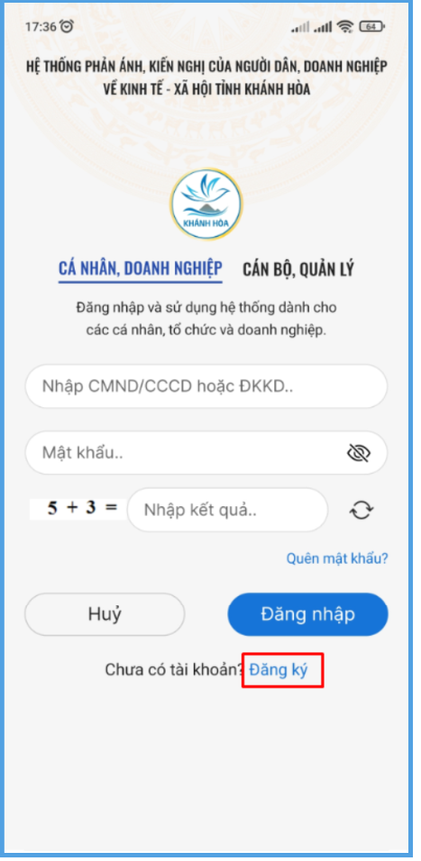 17:36
64
HỆ THỐNG PHẢN ÁNH, KIẾN NGHỊ CỦA NGƯỜI DÂN, DOANH NGHIỆP
VỀ KINH TẾ - XÃ HỘI TỈNH KHÁNH HÒA
KHÁNH HÒA
CÁ NHÂN, DOANH NGHIỆP CÁN BỘ, QUẢN LÝ
Đăng nhập và sử dụng hệ thống dành cho
các cá nhân, tổ chức và doanh nghiệp.
Nhập CMND/CCCD hoặc ĐKKD..
Mật khẩu..
5 + 3 = Nhập kết quả..
Quên mật khẩu?
Huỷ Đăng nhập
Chưa có tài khoản? Đăng ký